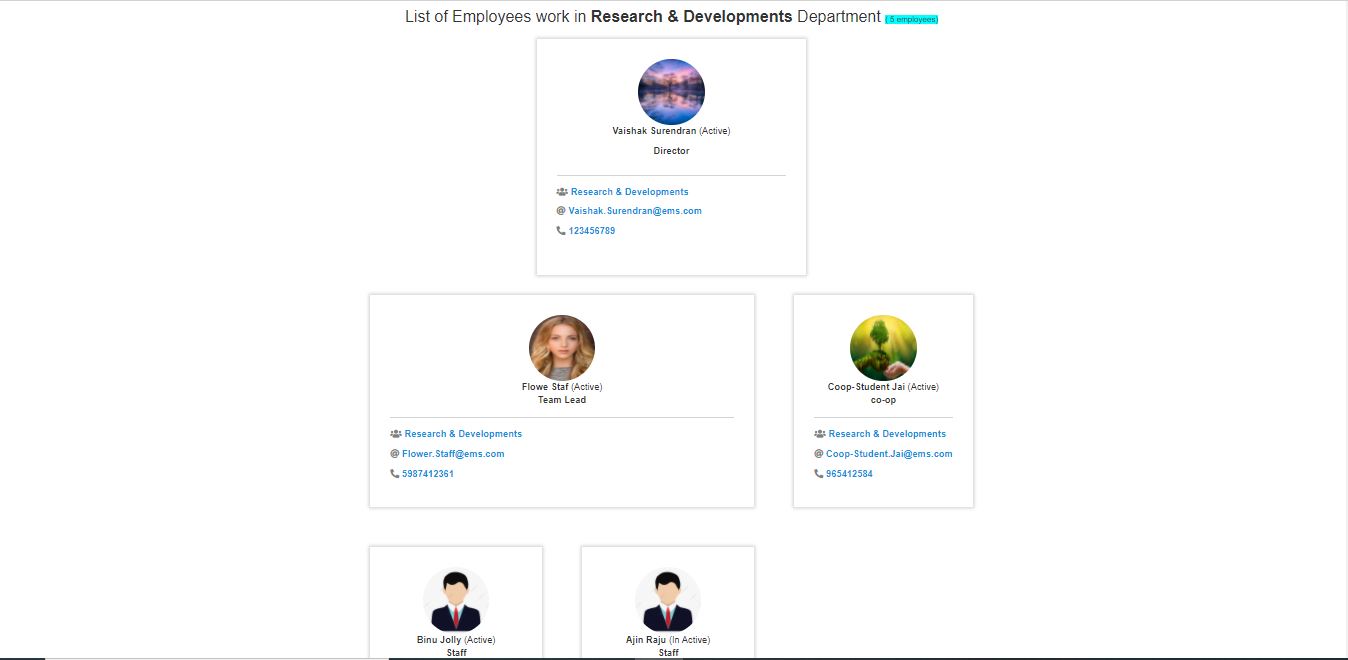 List of Employees work in Research & Developments Department ( 5 employees)
Vaishak Surendran (Active)
Director
Research & Developments
@ Vaishak.Surendran@ems.com
123456789
Flowe Staf (Active)
Team Lead
Research & Developments
@ Flower.Staff@ems.com
5987412361
Coop-Student Jai (Active)
co-op
Research & Developments
@ Coop-Student.Jai@ems.com
965412584
Binu Jolly (Active)
Staff
Ajin Raju (In Active)
Staff